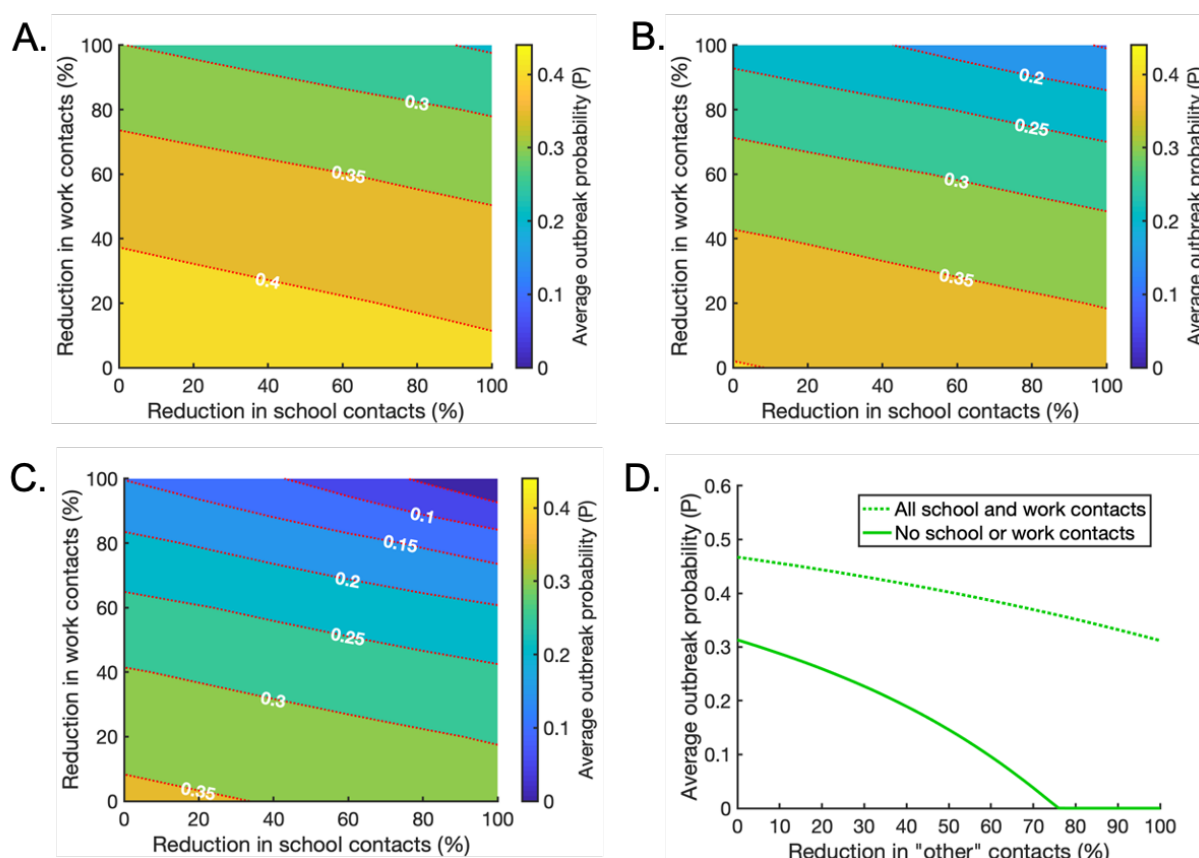 A.
Reduction in work contacts (%)
100
80
60
40
20
0
0.3
0.35
0.4
0 20 40 60 80 100
Reduction in school contacts (%)
0.4
0.3
0.2
0.1
0
Average outbreak probability (P)
B.
Reduction in work contacts (%)
100
80
60
40
20
0
0.2
0.25
0.3
0.35
0 20 40 60 80 100
Reduction in school contacts (%)
0.4
0.3
0.2
0.1
0
Average outbreak probability (P)
C.
Reduction in work contacts (%)
100
80
60
40
20
0
0.1
0.15
0.2
0.25
0.3
0.35
0 20 40 60 80 100
Reduction in school contacts (%)
0.4
0.3
0.2
0.1
0
Average outbreak probability (P)
D.
Average outbreak probability (P)
0.6
0.5
0.4
0.3
0.2
0.1
0
All school and work contacts
No school or work contacts
0 10 20 30 40 50 60 70 80 90 100
Reduction in "other" contacts (%)